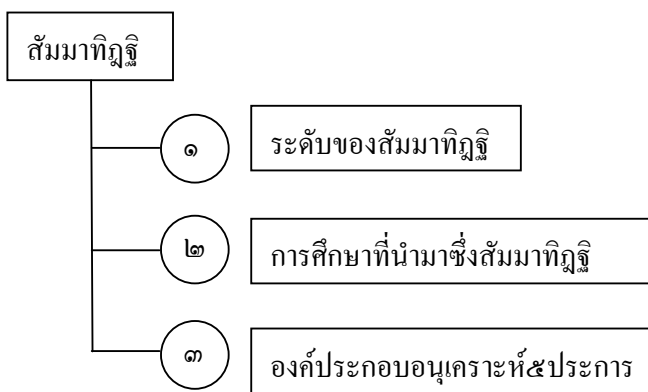 สัมมาทิฎฐิ
๑
ระดับของสัมมาทิฎฐิ
๒
การศึกษาที่นำมาซึ่งสัมมาทิฎฐิ
๓
องค์ประกอบอนุเคราะห์๕ประการ